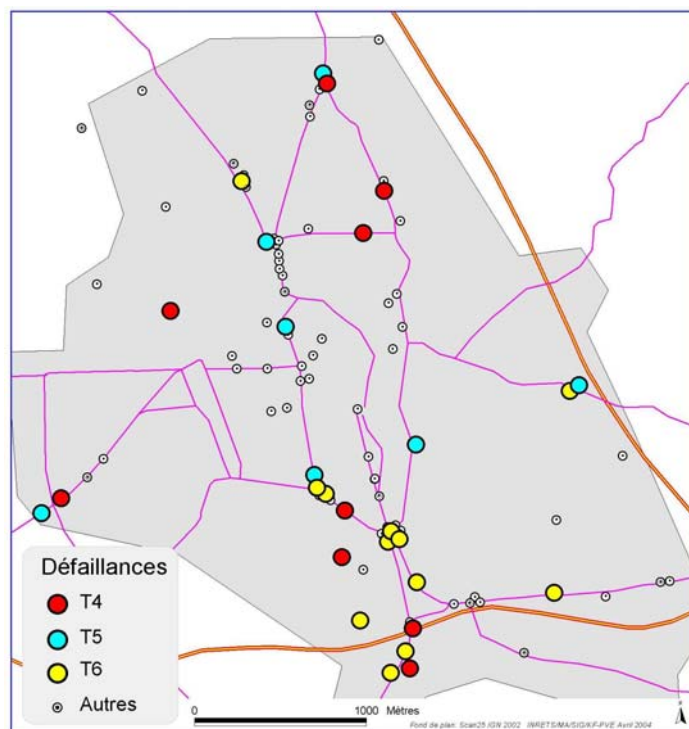 Défaillances
T4
T5
T6
Autres
0 1000 Mètres
Fond de plan: Scan25 IGN 2002 INRETS/MA/SIG/KF-PVE Avril 2004